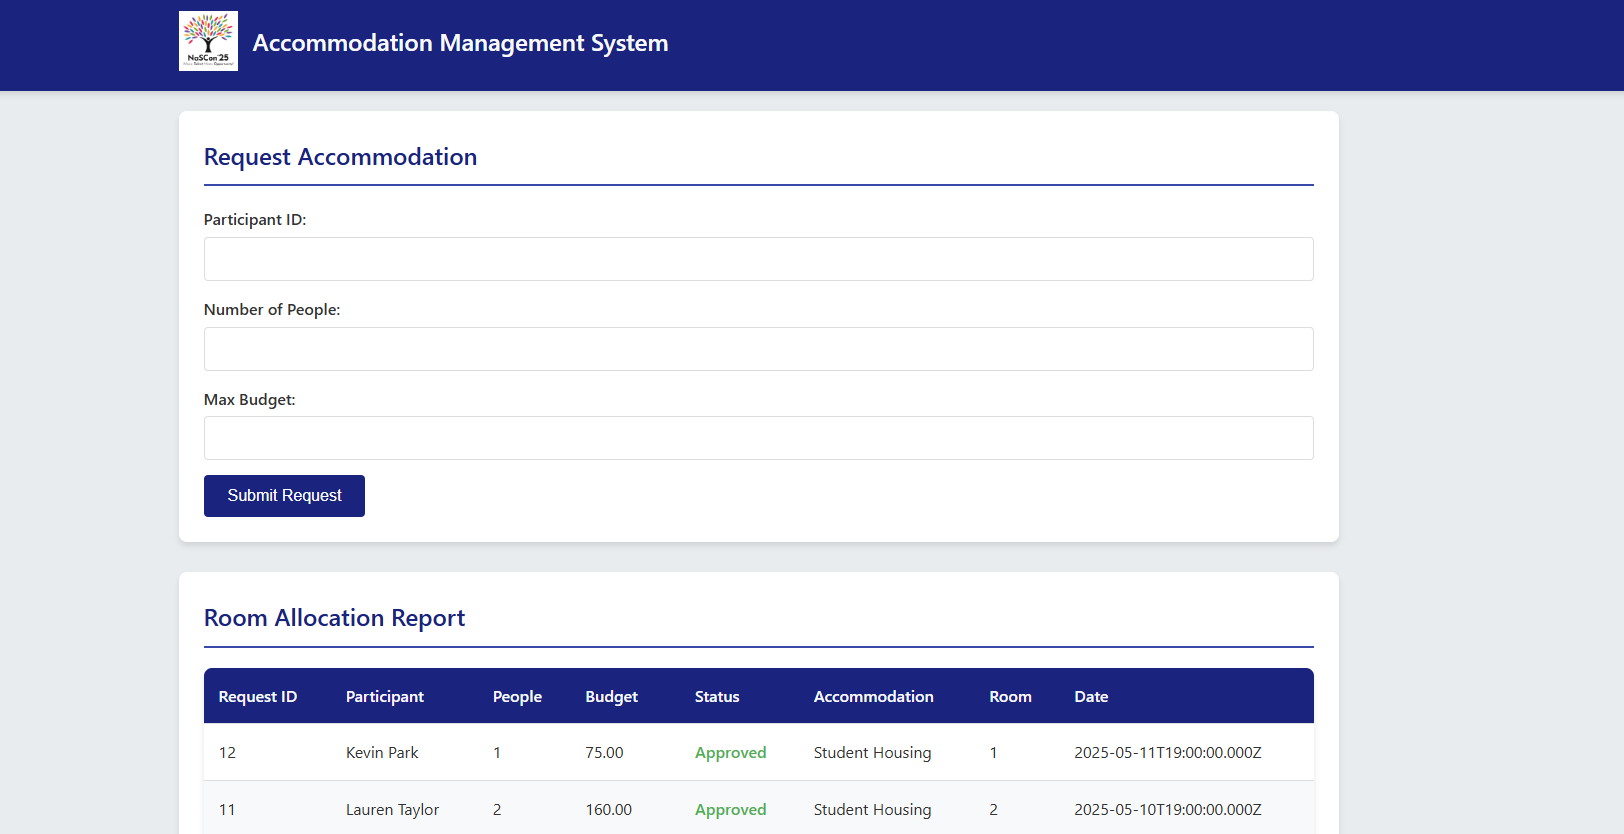 NaSCon'25
Accommodation Management System
Request Accommodation
Participant ID:
Number of People:
Max Budget:
Submit Request
Room Allocation Report
Request ID Participant People Budget Status Accommodation Room Date
12 Kevin Park 1 75.00 Approved Student Housing 1 2025-05-11T19:00:00.000Z
11 Lauren Taylor 2 160.00 Approved Student Housing 2 2025-05-10T19:00:00.000Z